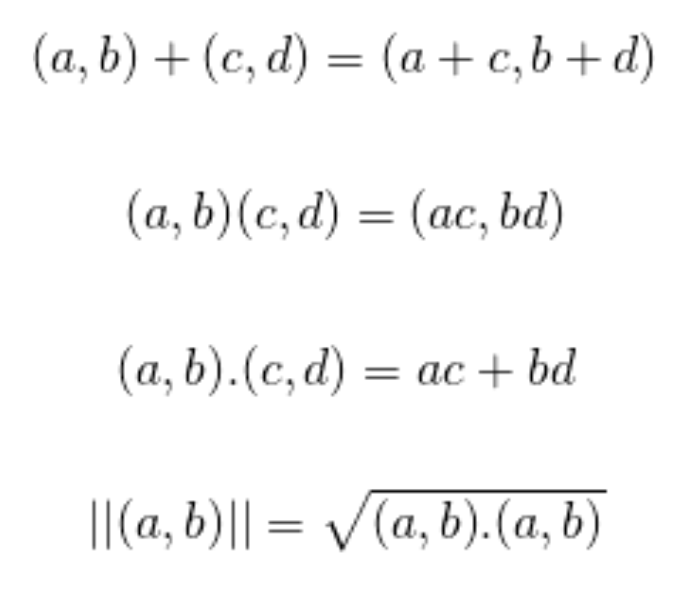 (a, b) + (c, d) = (a + c, b + d)
(a, b)(c, d) = (ac, bd)
(a, b).(c, d) = ac + bd
||(a, b)|| = √(a, b).(a, b)